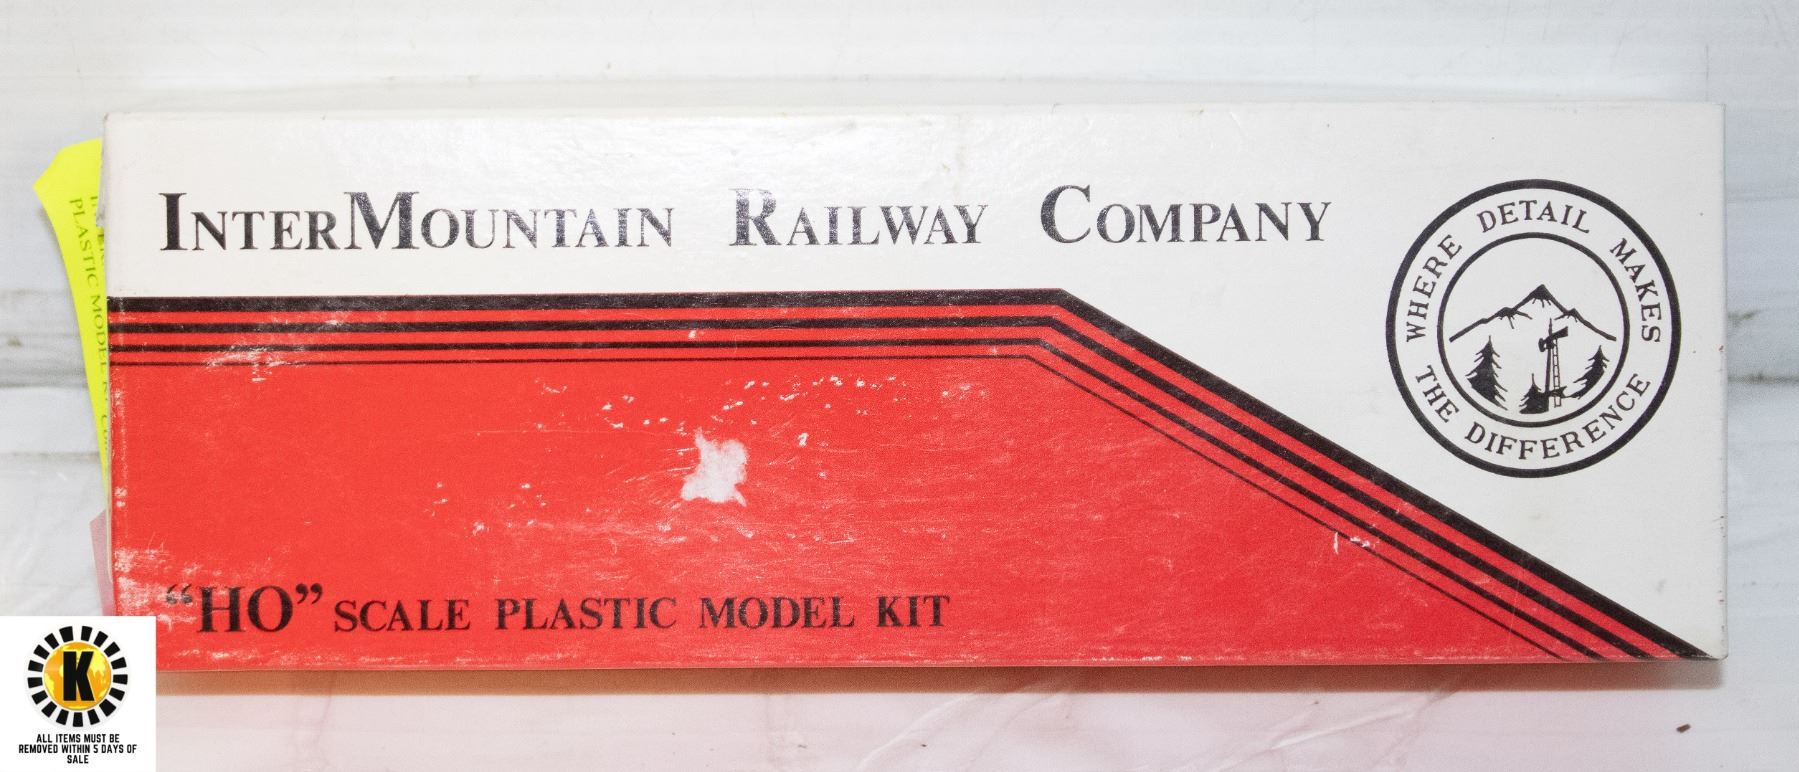 InterMountain Railway Company
WHERE DETAIL MAKES
THE DIFFERENCE
"HO" SCALE PLASTIC MODEL KIT
PLASTIC MODEL
K
ALL ITEMS MUST BE
REMOVED WITHIN 5 DAYS OF
SALE